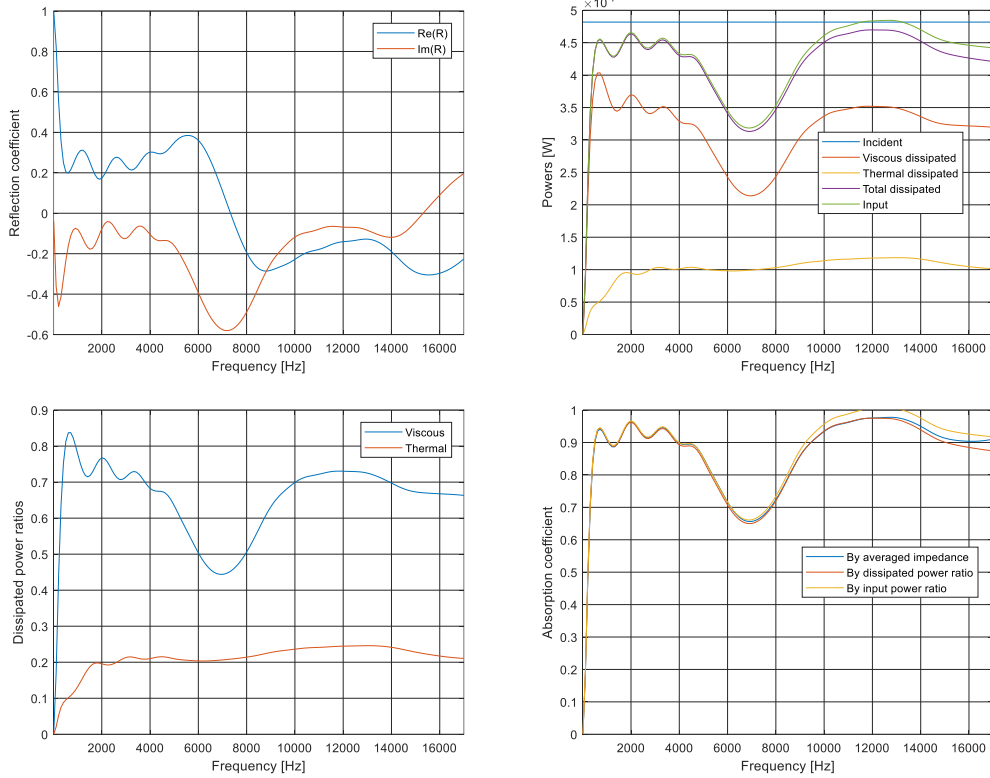 1
0.8
0.6
0.4
0.2
0
-0.2
-0.4
-0.6
Reflection coefficient
Re(R)
Im(R)
2000 4000 6000 8000 10000 12000 14000 16000
Frequency [Hz]
5
4.5
4
3.5
3
2.5
2
1.5
1
0.5
0
Powers [W]
Incident
Viscous dissipated
Thermal dissipated
Total dissipated
Input
2000 4000 6000 8000 10000 12000 14000 16000
Frequency [Hz]
0.9
0.8
0.7
0.6
0.5
0.4
0.3
0.2
0.1
0
Dissipated power ratios
Viscous
Thermal
2000 4000 6000 8000 10000 12000 14000 16000
Frequency [Hz]
1
0.9
0.8
0.7
0.6
0.5
0.4
0.3
0.2
0.1
0
Absorption coefficient
By averaged impedance
By dissipated power ratio
By input power ratio
2000 4000 6000 8000 10000 12000 14000 16000
Frequency [Hz]